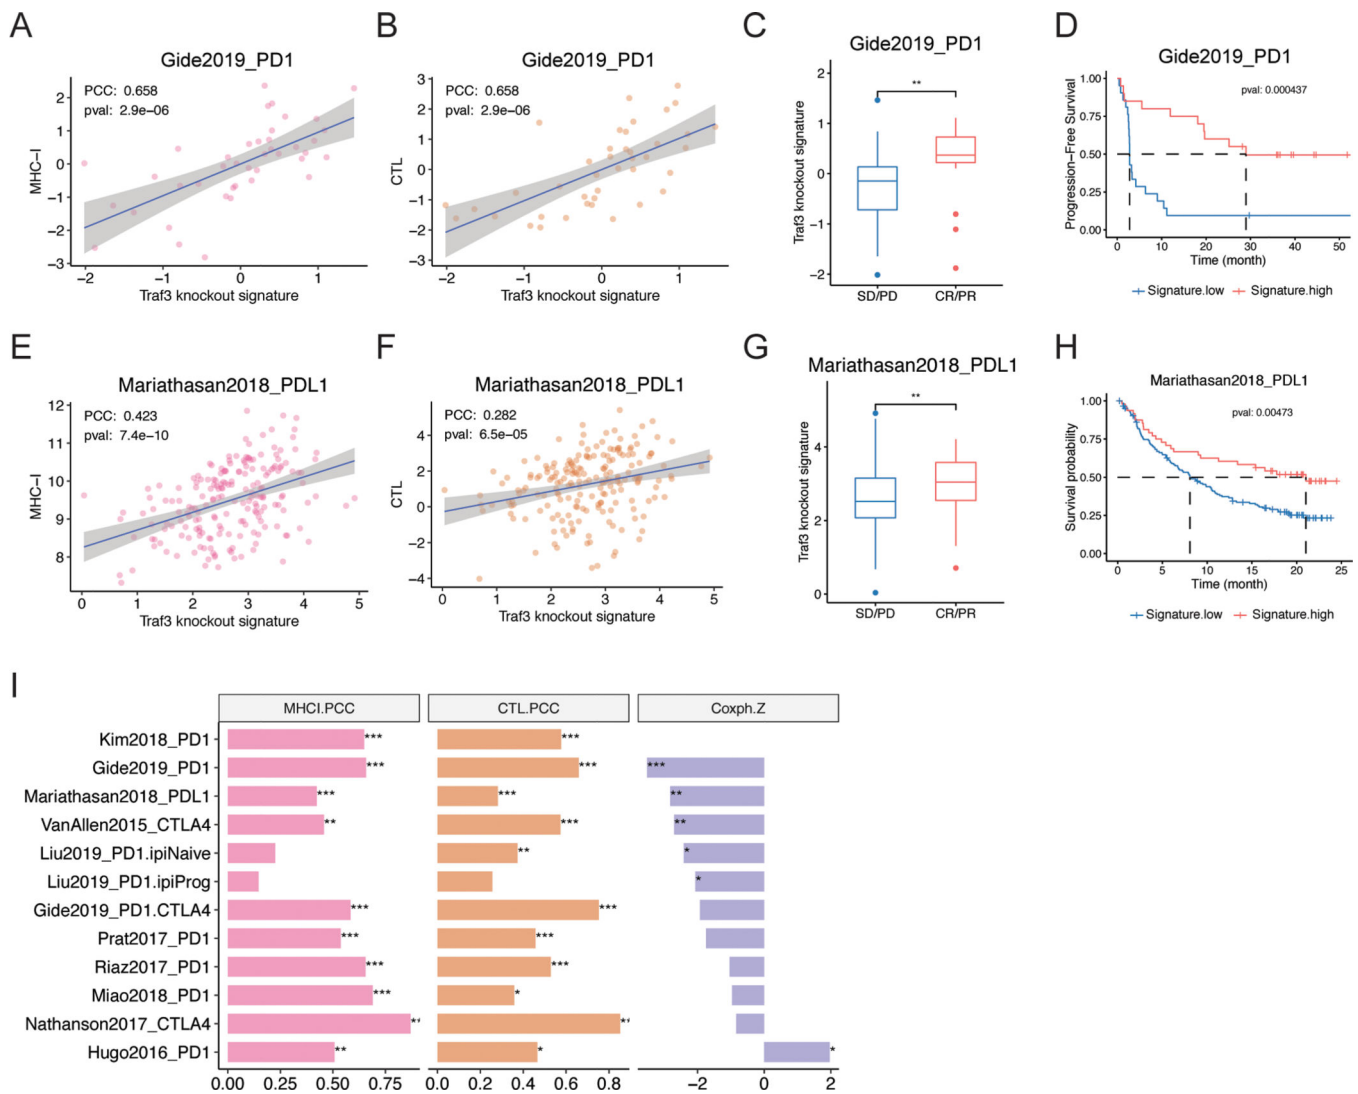 A
Gide2019_PD1
PCC: 0.658
pval: 2.9e−06
MHC−I
2
1
0
−1
−2
−3
−2
−1
0
1
Traf3 knockout signature
B
Gide2019_PD1
PCC: 0.658
pval: 2.9e−06
CTL
3
2
1
0
−1
−2
−3
−2
−1
0
1
Traf3 knockout signature
C
Gide2019_PD1
**
Traf3 knockout signature
2
1
0
−1
−2
SD/PD
CR/PR
D
Gide2019_PD1
pval: 0.000437
Progression−Free Survival
1.00
0.75
0.50
0.25
0.00
0
10
20
30
40
50
Time (month)
Signature.low
Signature.high
E
Mariathasan2018_PDL1
PCC: 0.423
pval: 7.4e−10
MHC−I
12
11
10
9
8
0
1
2
3
4
5
Traf3 knockout signature
F
Mariathasan2018_PDL1
PCC: 0.282
pval: 6.5e−05
CTL
4
2
0
−2
−4
0
1
2
3
4
5
Traf3 knockout signature
G
Mariathasan2018_PDL1
**
Traf3 knockout signature
4
2
0
SD/PD
CR/PR
H
Mariathasan2018_PDL1
pval: 0.00473
Survival probability
1.00
0.75
0.50
0.25
0.00
0
5
10
15
20
25
Time (month)
Signature.low
Signature.high
I
MHCI.PCC
CTL.PCC
Coxph.Z
Kim2018_PD1 *** ***
Gide2019_PD1 *** *** ***
Mariathasan2018_PDL1 *** *** **
VanAllen2015_CTLA4 ** *** **
Liu2019_PD1.ipiNaive ** *
Liu2019_PD1.ipiProg *
Gide2019_PD1.CTLA4 *** ***
Prat2017_PD1 *** ***
Riaz2017_PD1 *** ***
Miao2018_PD1 *** *
Nathanson2017_CTLA4
Hugo2016_PD1 ** * *
0.00 0.25 0.50 0.75
0.0 0.2 0.4 0.6 0.8
−2 0 2